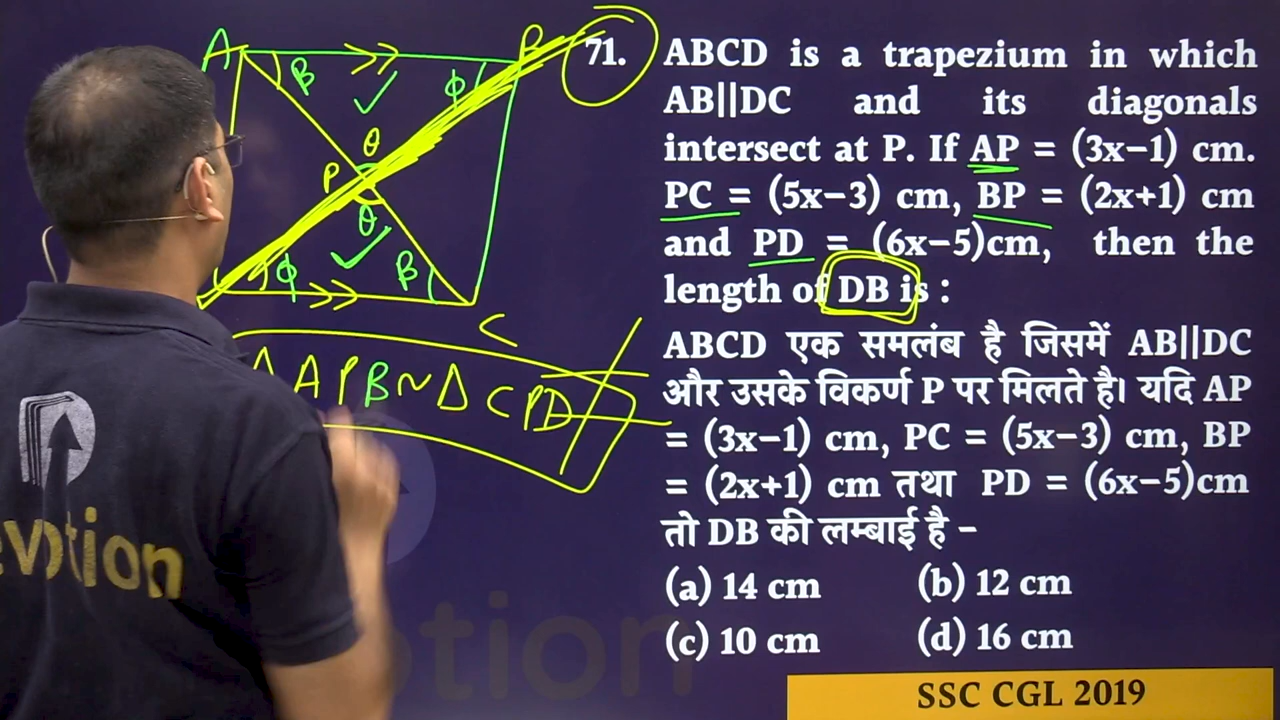 71. ABCD is a trapezium in which
AB||DC and its diagonals
intersect at P. If AP = (3x−1) cm.
PC = (5x−3) cm, BP = (2x+1) cm
and PD = (6x−5)cm, then the
length of DB is :
ABCD एक समलंब है जिसमें AB||DC
और उसके विकर्ण P पर मिलते है। यदि AP
= (3x−1) cm, PC = (5x−3) cm, BP
= (2x+1) cm तथा PD = (6x−5)cm
तो DB की लम्बाई है −
(a) 14 cm (b) 12 cm
(c) 10 cm (d) 16 cm
SSC CGL 2019
A B
β ϕ
θ
P
θ
ϕ β
C
Δ APB ~ Δ CPD
evotion
otion